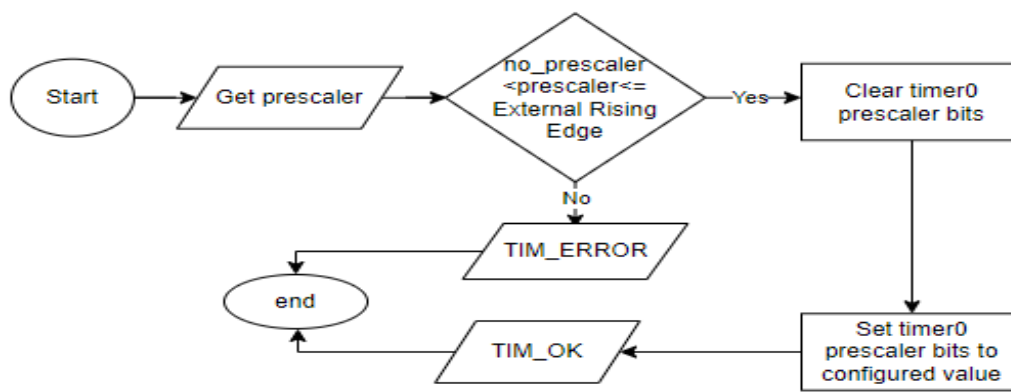 Start
Get prescaler
no_prescaler
<prescaler<=
External Rising
Edge
Yes
Clear timer0
prescaler bits
No
TIM_ERROR
end
TIM_OK
Set timer0
prescaler bits to
configured value